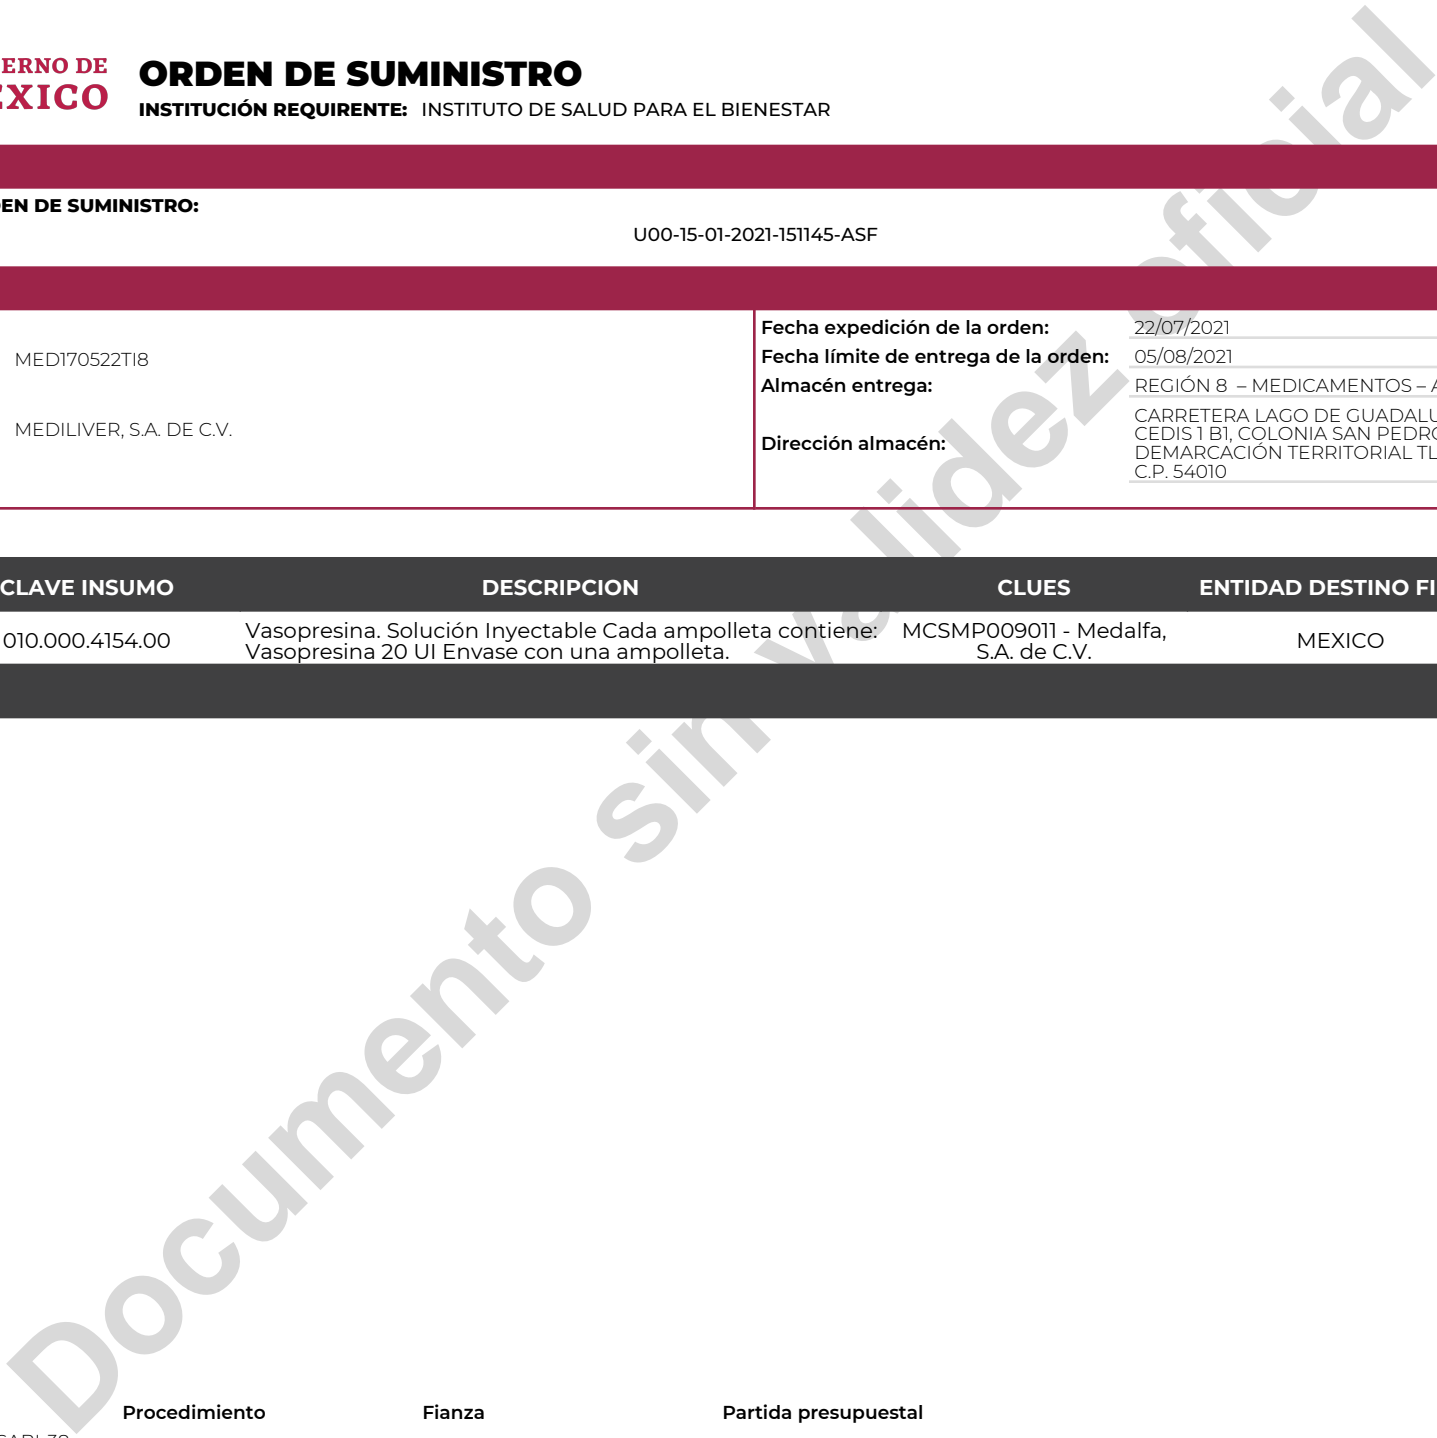 ERNO DE
EXICO
ORDEN DE SUMINISTRO
INSTITUCIÓN REQUIRENTE: INSTITUTO DE SALUD PARA EL BIENESTAR
EN DE SUMINISTRO:
U00-15-01-2021-151145-ASF
MED170522TI8
MEDILIVER, S.A. DE C.V.
Fecha expedición de la orden: 22/07/2021
Fecha límite de entrega de la orden: 05/08/2021
Almacén entrega: REGIÓN 8 – MEDICAMENTOS – A
Dirección almacén: CARRETERA LAGO DE GUADALU
CEDIS 1 B1, COLONIA SAN PEDRO
DEMARCACIÓN TERRITORIAL TL
C.P. 54010
CLAVE INSUMO DESCRIPCION CLUES ENTIDAD DESTINO FI
010.000.4154.00 Vasopresina. Solución Inyectable Cada ampolleta contiene: MCSMP009011 - Medalfa, MEXICO
Vasopresina 20 UI Envase con una ampolleta. S.A. de C.V.
Documento sin validez oficial
Procedimiento Fianza Partida presupuestal